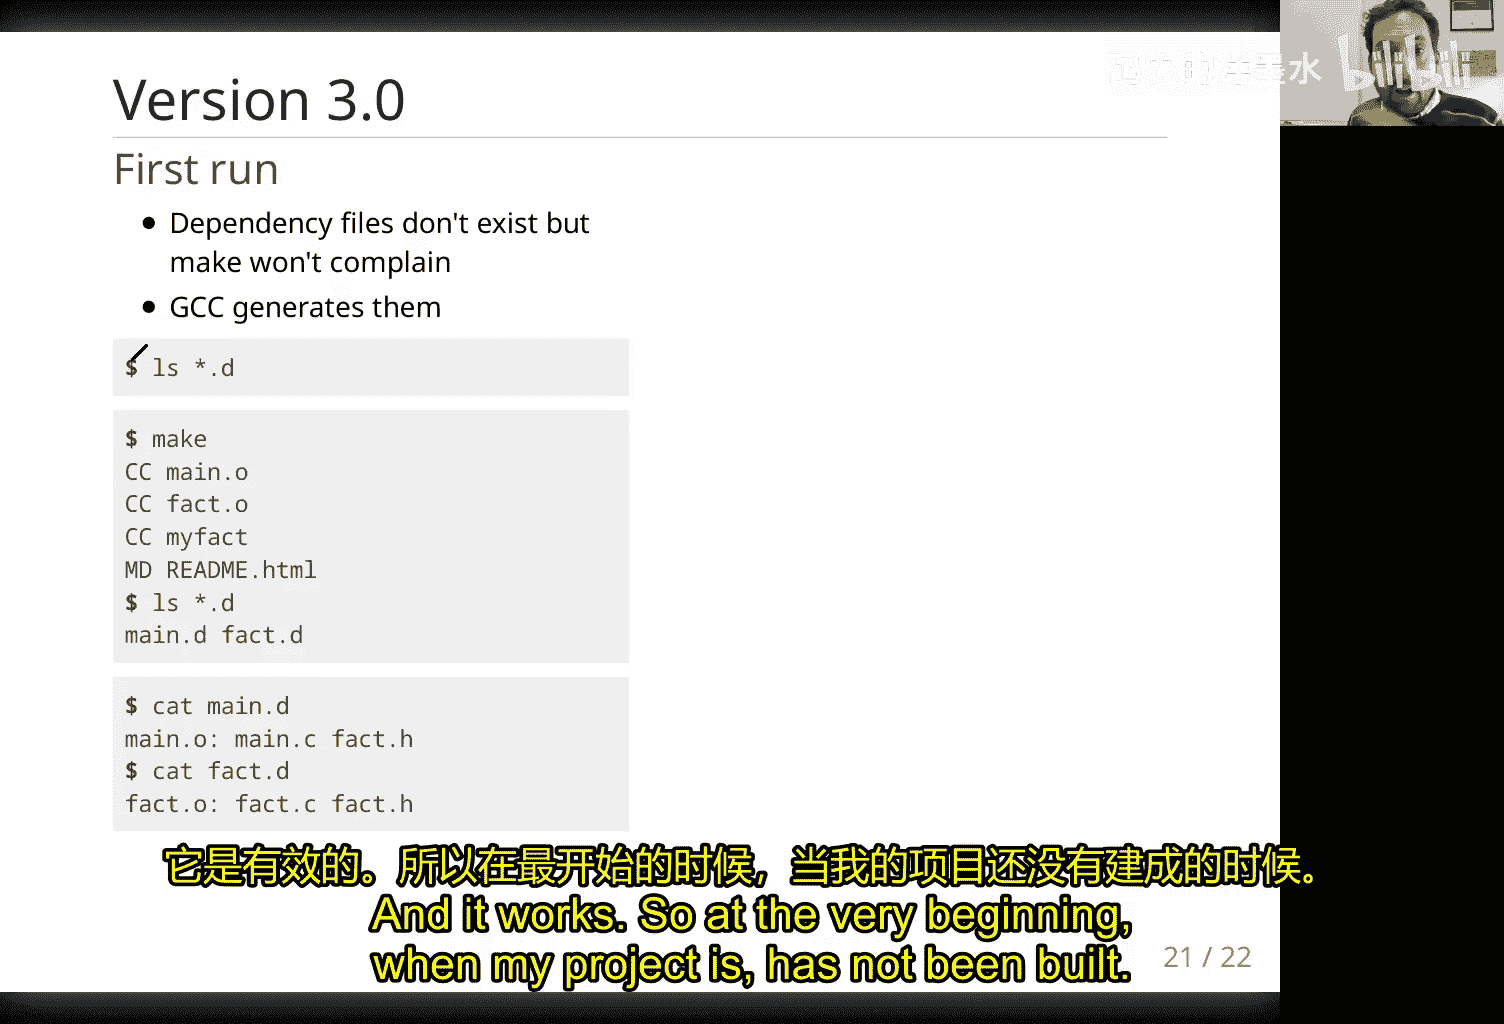 Version 3.0
First run
• Dependency files don't exist but
make won't complain
• GCC generates them
$ ls *.d
$ make
CC main.o
CC fact.o
CC myfact
MD README.html
$ ls *.d
main.d fact.d
$ cat main.d
main.o: main.c fact.h
$ cat fact.d
fact.o: fact.c fact.h
它是有效的。所以在最开始的时候，当我的项目还没有建成的时候。
And it works. So at the very beginning,
when my project is, has not been built.
21 / 22
bilibili